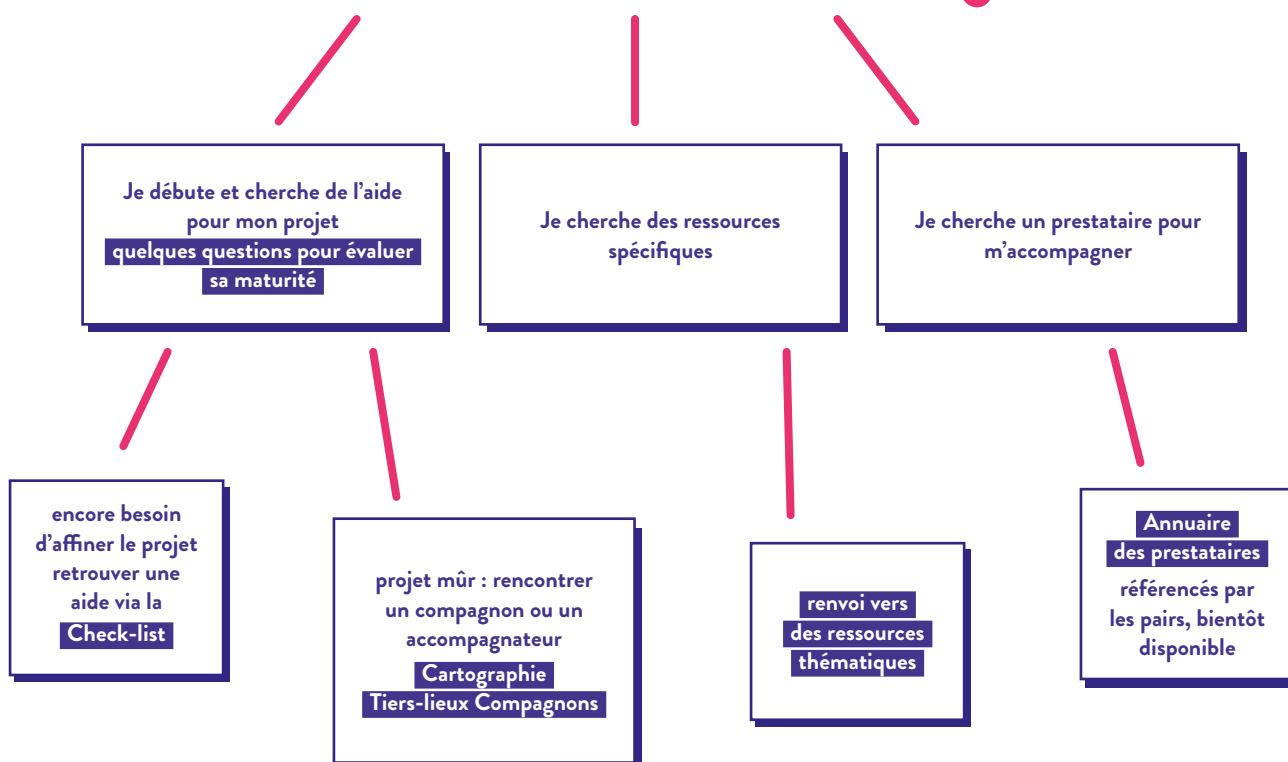 Je débute et cherche de l’aide
pour mon projet
quelques questions pour évaluer
sa maturité
Je cherche des ressources
spécifiques
Je cherche un prestataire pour
m’accompagner
encore besoin
d’affiner le projet
retrouver une
aide via la
Check-list
projet mûr : rencontrer
un compagnon ou un
accompagnateur
Cartographie
Tiers-lieux Compagnons
renvoi vers
des ressources
thématiques
Annuaire
des prestataires
référencés par
les pairs, bientôt
disponible